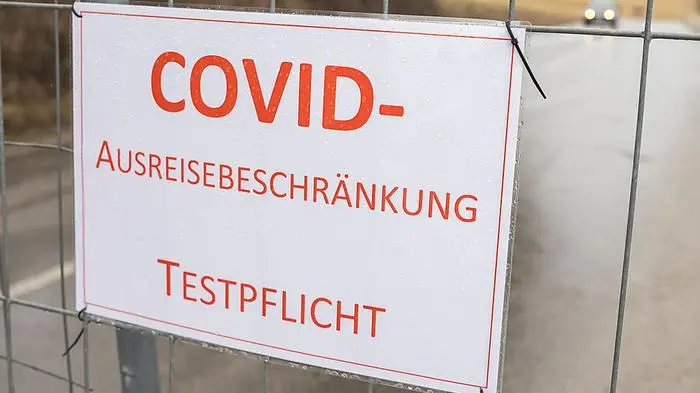 COVID-
AUSREISEBESCHRÄNKUNG
TESTPFLICHT